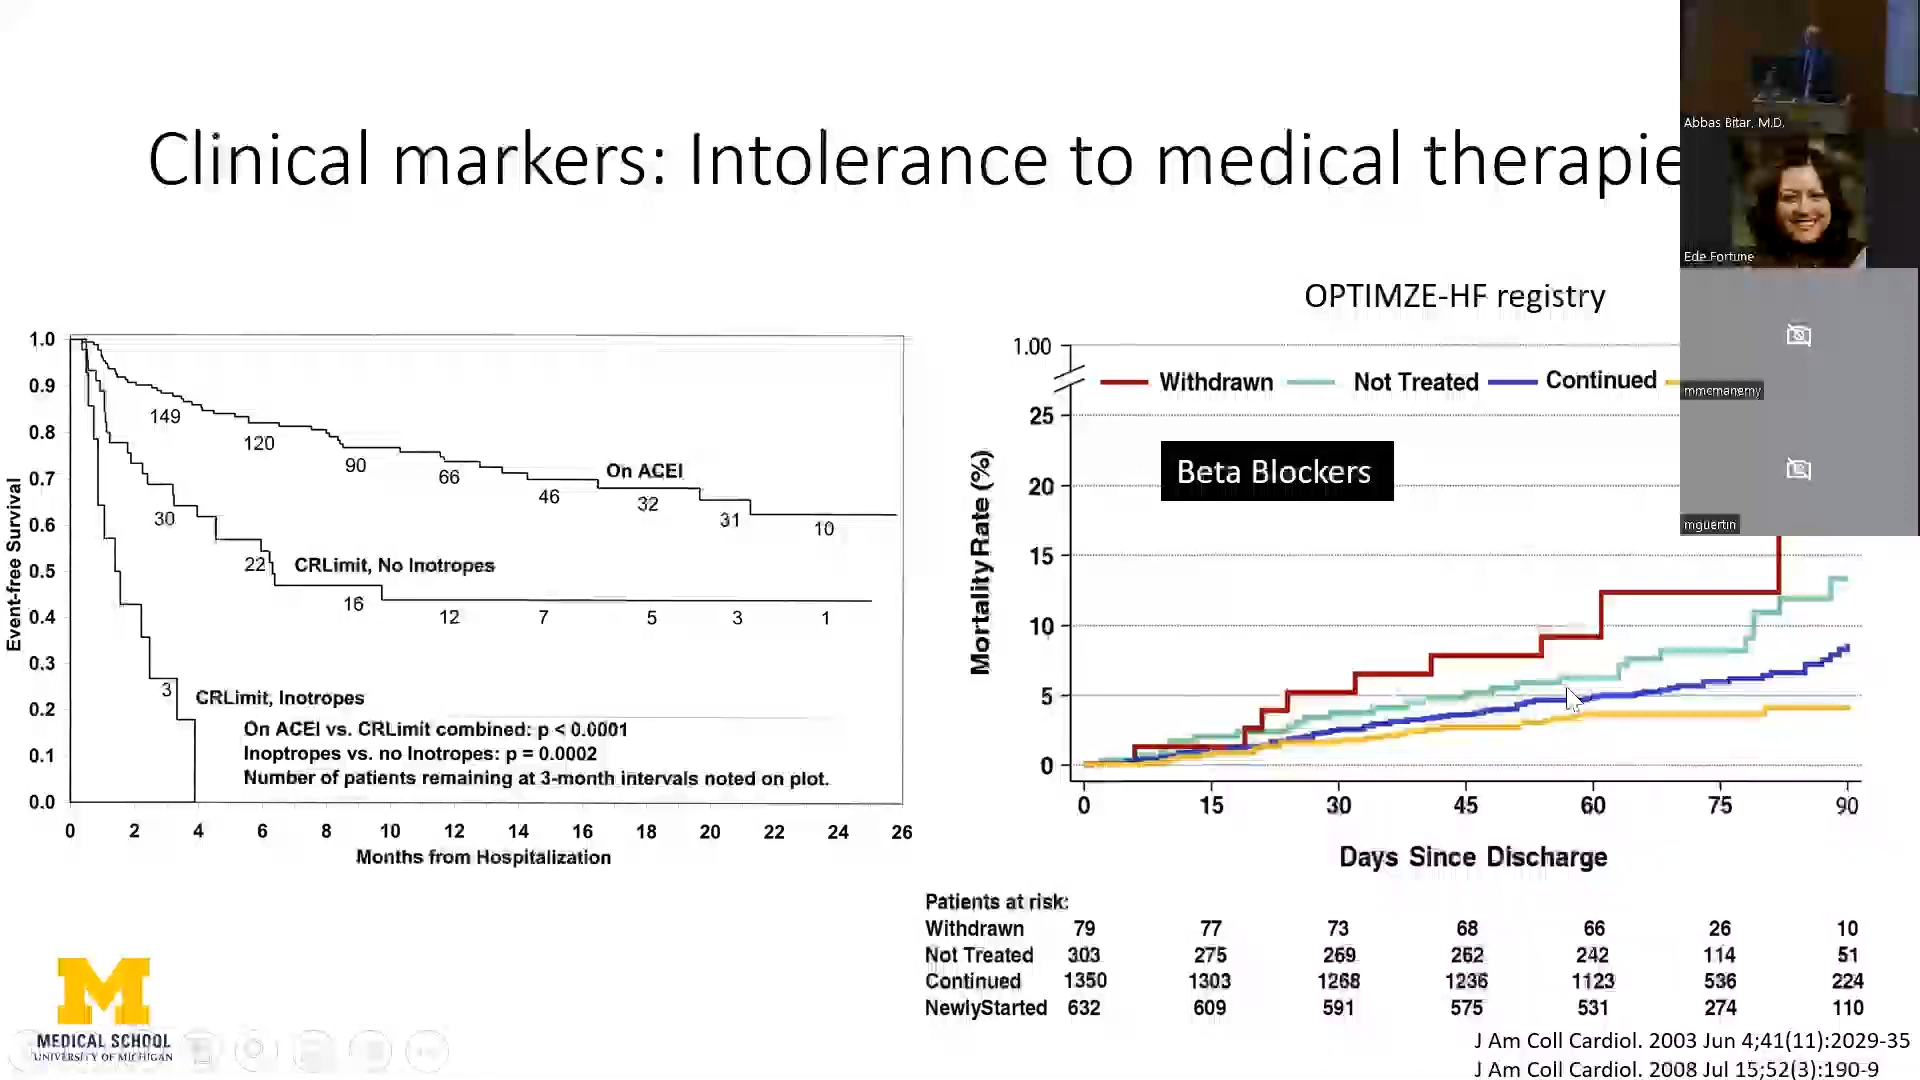 Clinical markers: Intolerance to medical therapie
Abbas Bitar, M.D.
Ede Fortune
mmcmanemy
mguertin
1.0
0.9
0.8
0.7
0.6
0.5
0.4
0.3
0.2
0.1
0.0
Event-free Survival
149
120
90
66
46
32
31
10
On ACEI
30
22
16
12
7
5
3
1
CRLimit, No Inotropes
3
CRLimit, Inotropes
On ACEI vs. CRLimit combined: p < 0.0001
Inoptropes vs. no Inotropes: p = 0.0002
Number of patients remaining at 3-month intervals noted on plot.
0 2 4 6 8 10 12 14 16 18 20 22 24 26
Months from Hospitalization
OPTIMZE-HF registry
1.00
25
20
15
10
5
0
Mortality Rate (%)
Withdrawn Not Treated Continued
Beta Blockers
0 15 30 45 60 75 90
Days Since Discharge
Patients at risk:
Withdrawn 79 77 73 68 66 26 10
Not Treated 303 275 269 262 242 114 51
Continued 1350 1303 1268 1236 1123 536 224
NewlyStarted 632 609 591 575 531 274 110
M
MEDICAL SCHOOL
UNIVERSITY OF MICHIGAN
J Am Coll Cardiol. 2003 Jun 4;41(11):2029-35
J Am Coll Cardiol. 2008 Jul 15;52(3):190-9